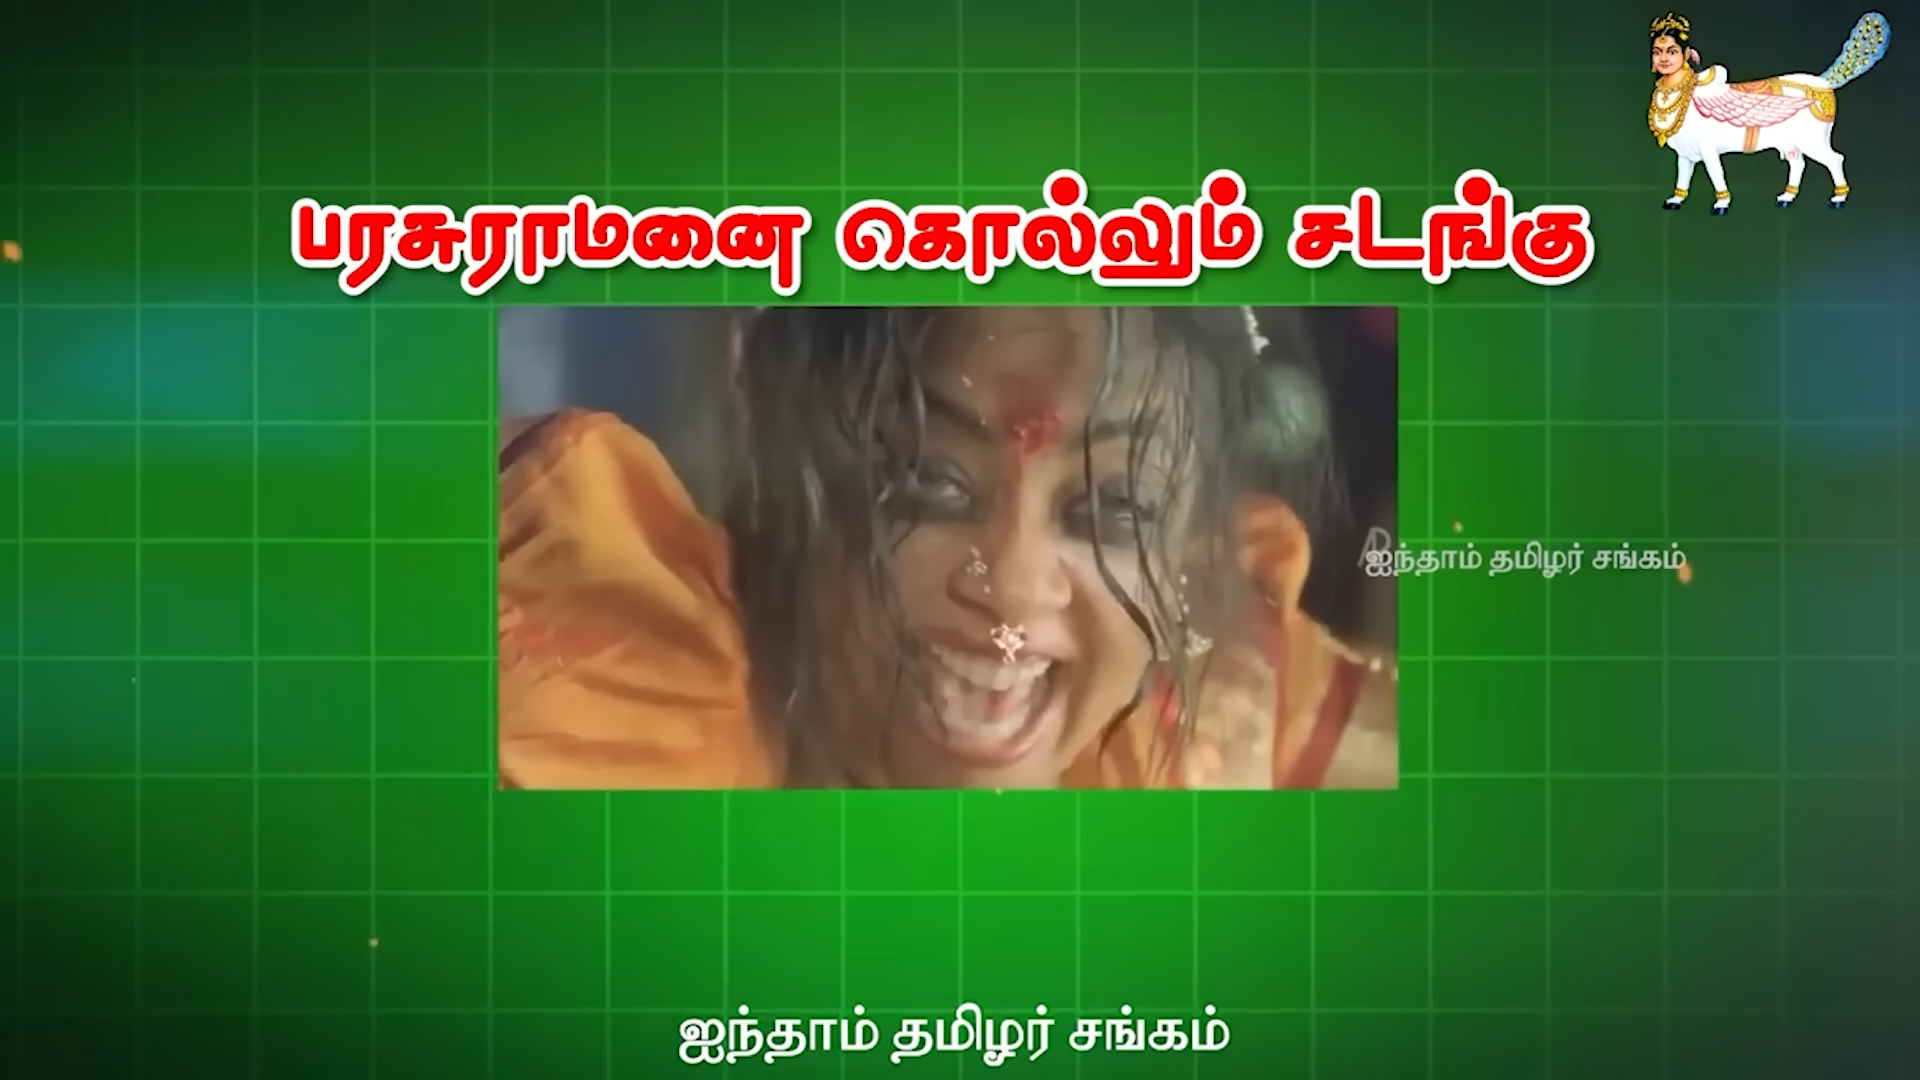 பரசுராமனை கொல்லும் சடங்கு
ஐந்தாம் தமிழர் சங்கம்
ஐந்தாம் தமிழர் சங்கம்